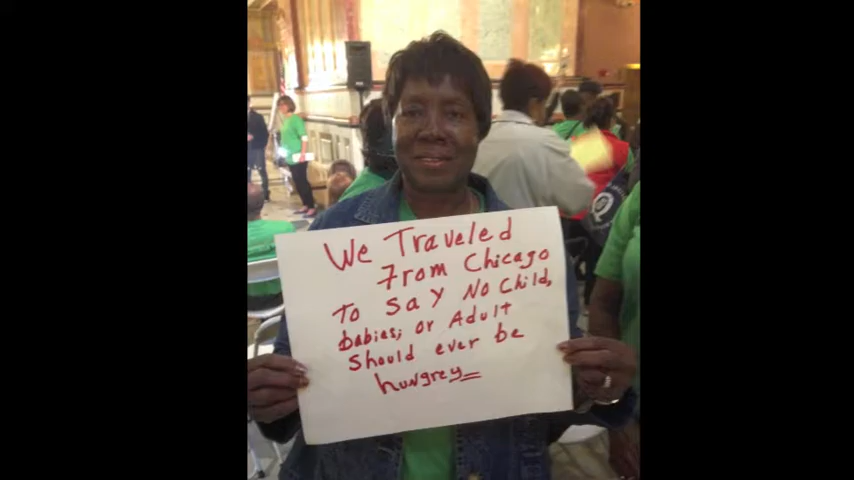 We Traveled
From Chicago
To Say No Child,
babies; or Adult
Should ever be
hungrey